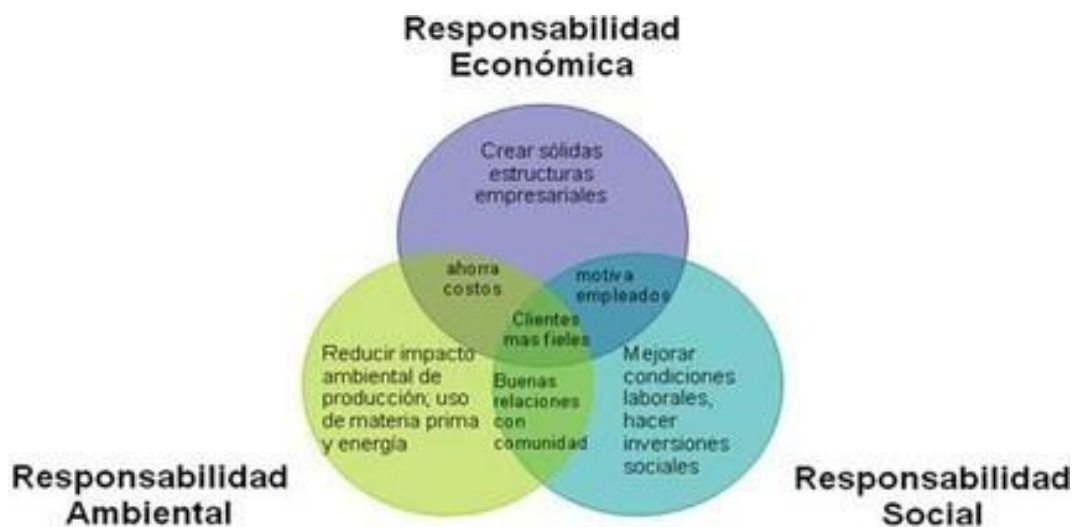 Responsabilidad
Económica
Crear sólidas
estructuras
empresariales
ahorra
costos
motiva
empleados
Clientes
mas fieles
Reducir impacto
ambiental de
producción; uso
de materia prima
y energía
Buenas
relaciones
con
comunidad
Mejorar
condiciones
laborales,
hacer
inversiones
sociales
Responsabilidad
Ambiental
Responsabilidad
Social